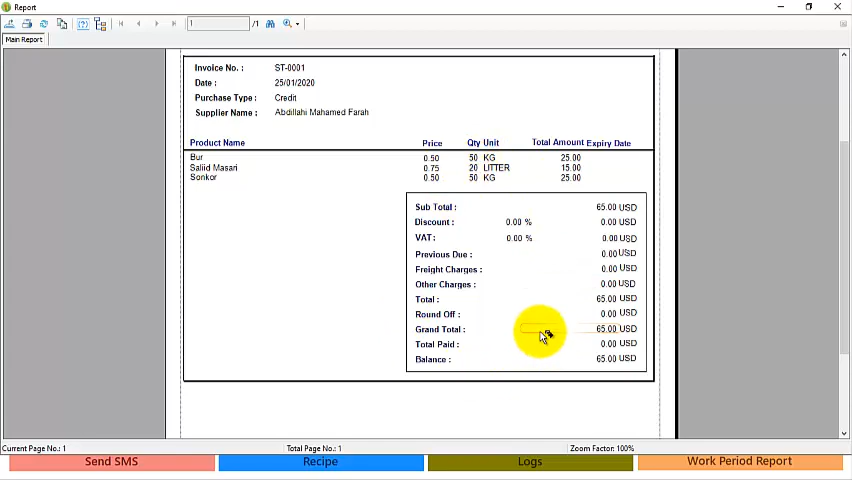 Report
1
/1
Main Report
Invoice No. : ST-0001
Date : 25/01/2020
Purchase Type : Credit
Supplier Name : Abdillahi Mahamed Farah
Product Name Price Qty Unit Total Amount Expiry Date
Bur 0.50 50 KG 25.00
Saliid Masari 0.75 20 LITTER 15.00
Sonkor 0.50 50 KG 25.00
Sub Total : 65.00 USD
Discount : 0.00 % 0.00 USD
VAT : 0.00 % 0.00 USD
Previous Due : 0.00 USD
Freight Charges : 0.00 USD
Other Charges : 0.00 USD
Total : 65.00 USD
Round Off : 0.00 USD
Grand Total : 65.00 USD
Total Paid : 0.00 USD
Balance : 65.00 USD
Current Page No.: 1 Total Page No.: 1 Zoom Factor: 100%
Send SMS Recipe Logs Work Period Report